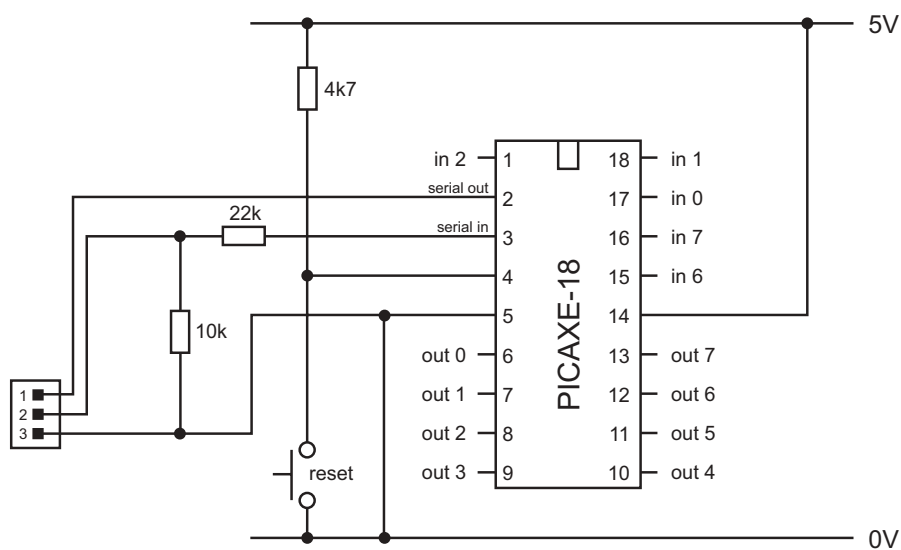 5V
4k7
in 2
1
18
in 1
serial out
2
17
in 0
22k
serial in
3
16
in 7
4
15
in 6
PICAXE-18
5
14
10k
out 0
6
13
out 7
1
out 1
7
12
out 6
2
3
out 2
8
11
out 5
reset
out 3
9
10
out 4
0V